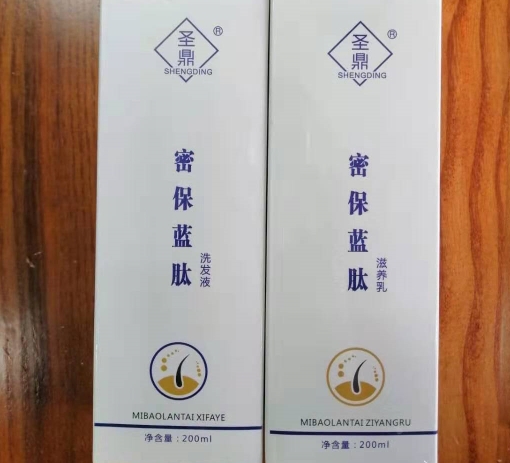 圣鼎®
SHENGDING
密保蓝肽
洗发液
MIBAOLANTAI XIFAYE
净含量：200ml
圣鼎®
SHENGDING
密保蓝肽
滋养乳
MIBAOLANTAI ZIYANGRU
净含量：200ml